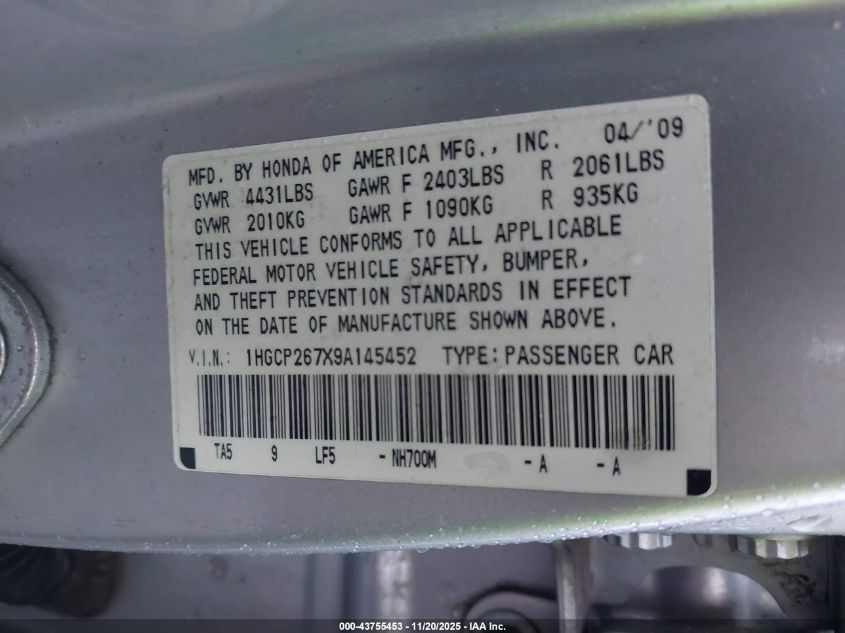 MFD. BY HONDA OF AMERICA MFG., INC. 04/'09
GVWR 4431LBS GAWR F 2403LBS R 2061LBS
GVWR 2010KG GAWR F 1090KG R 935KG
THIS VEHICLE CONFORMS TO ALL APPLICABLE
FEDERAL MOTOR VEHICLE SAFETY, BUMPER,
AND THEFT PREVENTION STANDARDS IN EFFECT
ON THE DATE OF MANUFACTURE SHOWN ABOVE.
V.I.N.: 1HGCP267X9A145452 TYPE:PASSENGER CAR
TA5 9 LF5 -NH700M -A -A
000-43755453 | 11/20/2025 | IAA Inc.